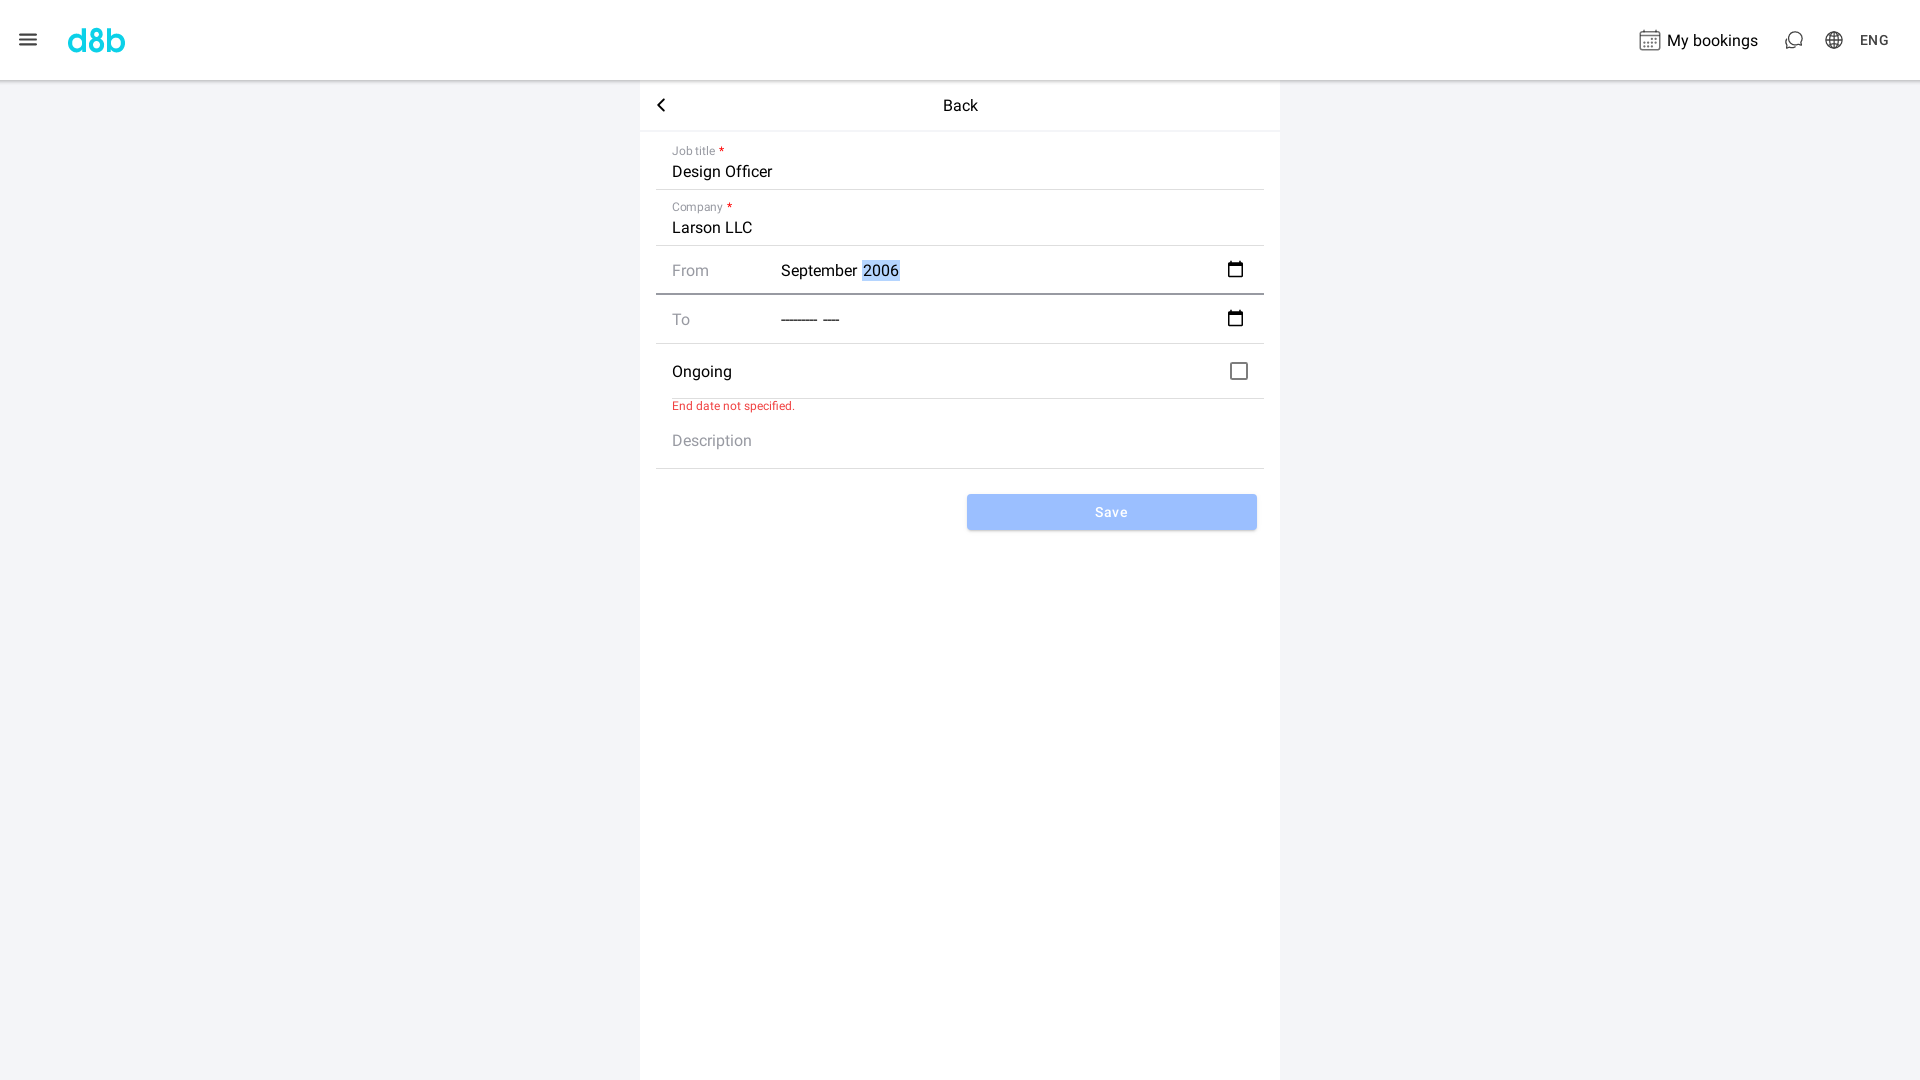 d8b
My bookings
ENG
Back
Job title *
Design Officer
Company *
Larson LLC
From September 2006
To --------- ----
Ongoing
End date not specified.
Description
Save